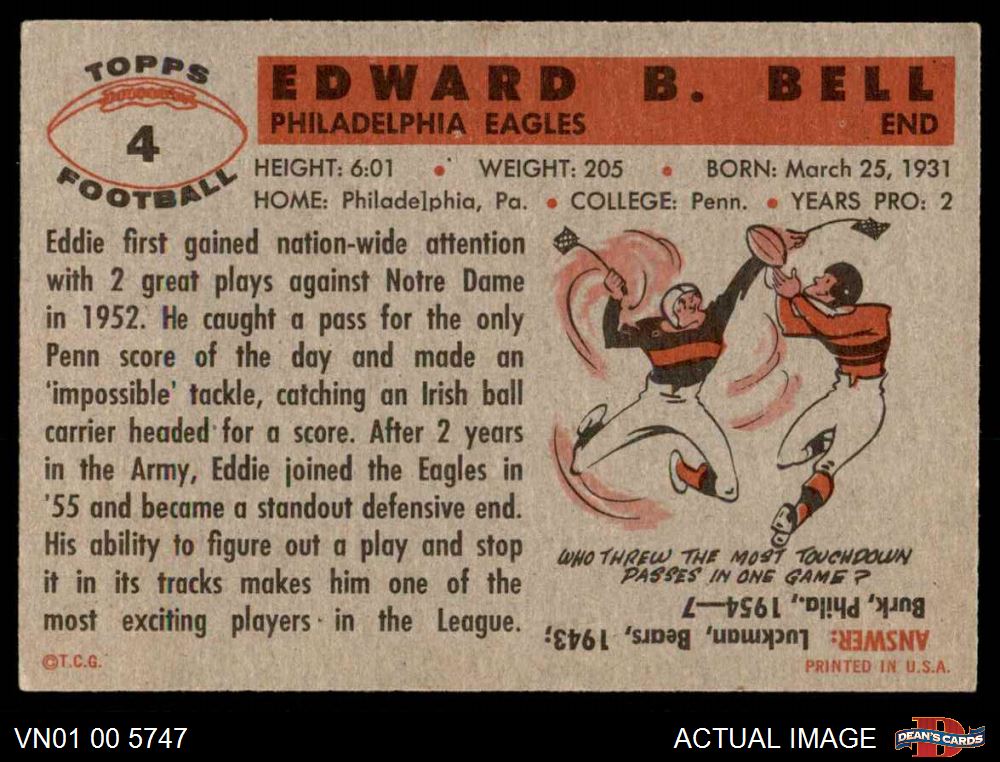 TOPPS
4
FOOTBALL
EDWARD B. BELL
PHILADELPHIA EAGLES END
HEIGHT: 6:01 • WEIGHT: 205 • BORN: March 25, 1931
HOME: Philadelphia, Pa. • COLLEGE: Penn. • YEARS PRO: 2
Eddie first gained nation-wide attention
with 2 great plays against Notre Dame
in 1952. He caught a pass for the only
Penn score of the day and made an
'impossible' tackle, catching an Irish ball
carrier headed for a score. After 2 years
in the Army, Eddie joined the Eagles in
'55 and became a standout defensive end.
His ability to figure out a play and stop
it in its tracks makes him one of the
most exciting players in the League.
©T.C.G.
WHO THREW THE MOST TOUCHDOWN
PASSES IN ONE GAME?
ANSWER: Luckman, Bears, 1943;
Burk, Phila., 1954—7
PRINTED IN U.S.A.
VN01 00 5747
ACTUAL IMAGE
DEAN'S CARDS